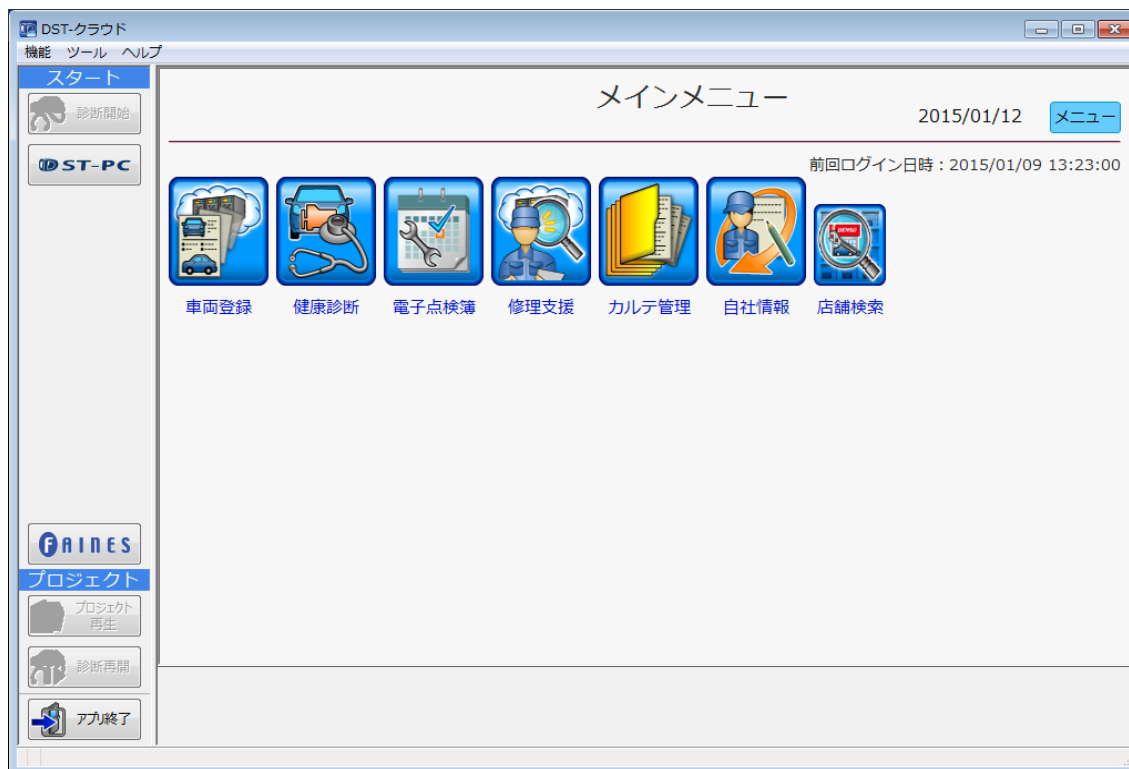 DST-クラウド
機能 ツール ヘルプ
スタート
診断開始
DST-PC
メインメニュー
2015/01/12
メニュー
前回ログイン日時：2015/01/09 13:23:00
DENSO
車両登録
健康診断
電子点検簿
修理支援
カルテ管理
自社情報
店舗検索
FAINES
プロジェクト
プロジェクト
再生
診断再開
アプリ終了